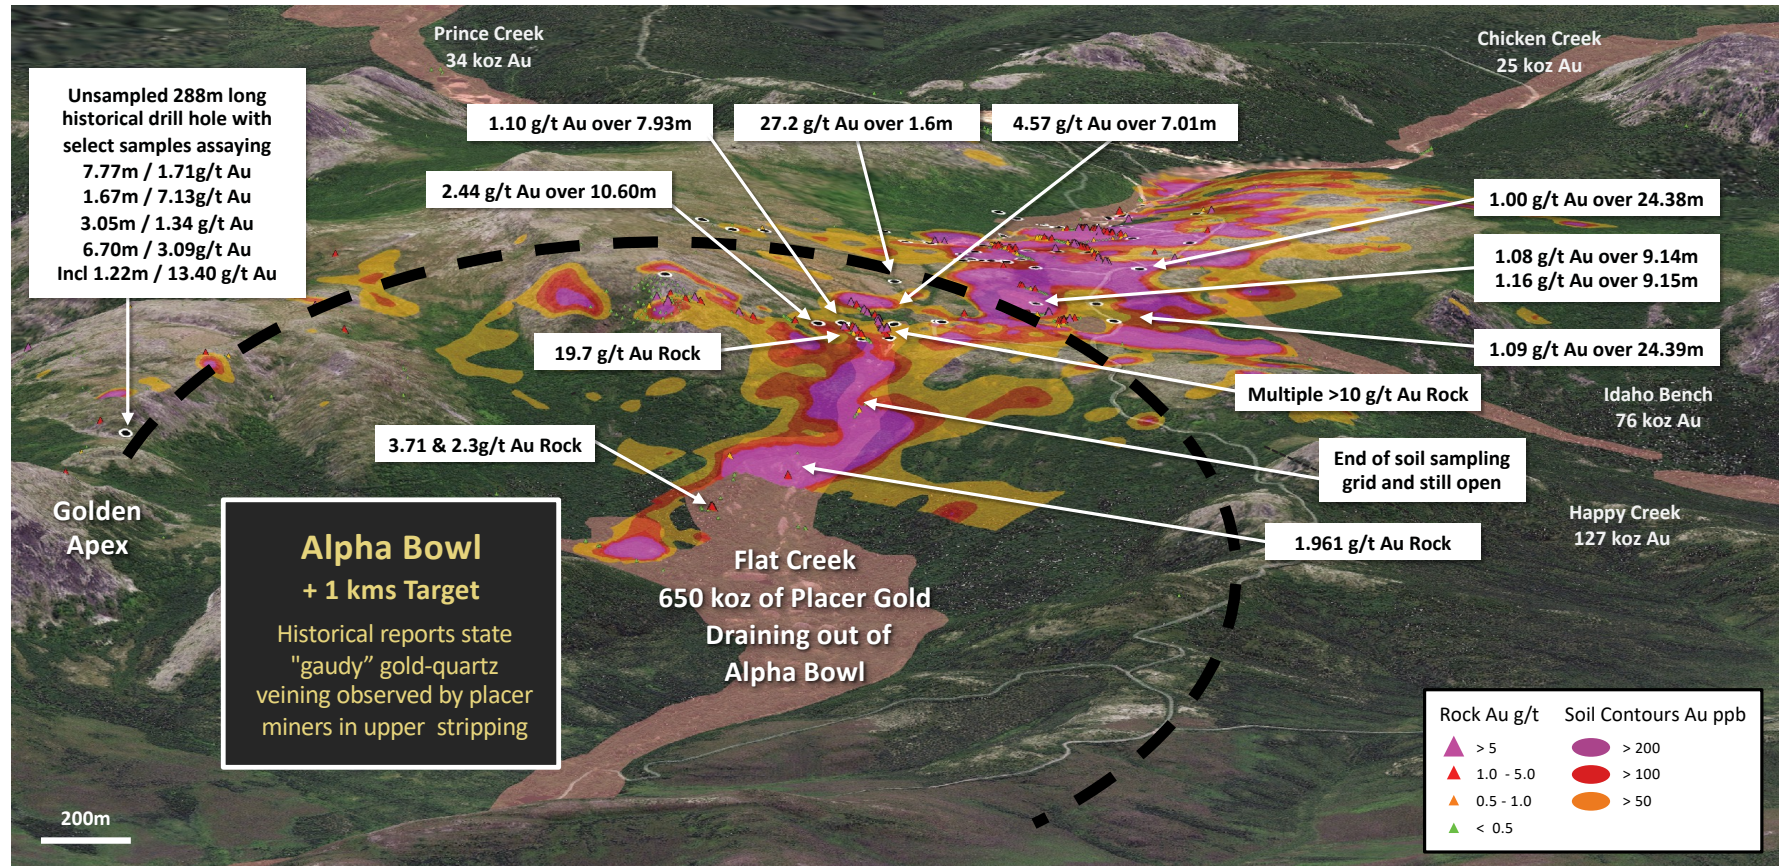 Prince Creek
34 koz Au
Chicken Creek
25 koz Au
Unsampled 288m long
historical drill hole with
select samples assaying
7.77m / 1.71g/t Au
1.67m / 7.13g/t Au
3.05m / 1.34 g/t Au
6.70m / 3.09g/t Au
Incl 1.22m / 13.40 g/t Au
1.10 g/t Au over 7.93m
27.2 g/t Au over 1.6m
4.57 g/t Au over 7.01m
2.44 g/t Au over 10.60m
1.00 g/t Au over 24.38m
1.08 g/t Au over 9.14m
1.16 g/t Au over 9.15m
19.7 g/t Au Rock
1.09 g/t Au over 24.39m
Multiple >10 g/t Au Rock
Idaho Bench
76 koz Au
3.71 & 2.3g/t Au Rock
End of soil sampling
grid and still open
Golden
Apex
Happy Creek
127 koz Au
1.961 g/t Au Rock
Alpha Bowl
+ 1 kms Target
Historical reports state
"gaudy” gold-quartz
veining observed by placer
miners in upper stripping
Flat Creek
650 koz of Placer Gold
Draining out of
Alpha Bowl
Rock Au g/t
> 5
1.0 - 5.0
0.5 - 1.0
< 0.5
Soil Contours Au ppb
> 200
> 100
> 50
200m